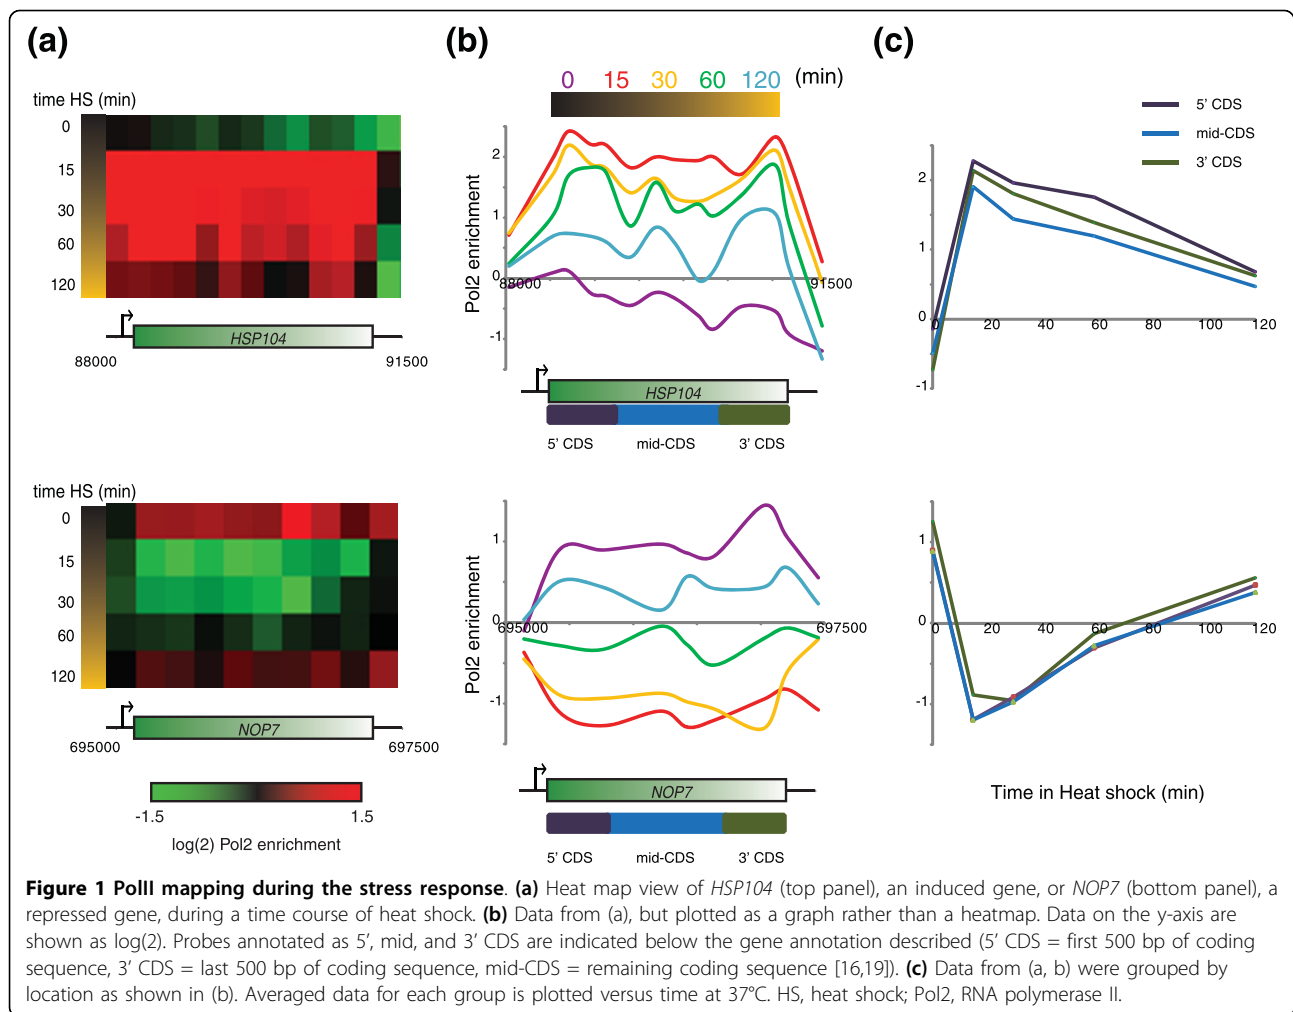 (a)
time HS (min)
0
15
30
60
120
HSP104
88000
91500
time HS (min)
0
15
30
60
120
NOP7
695000
697500
-1.5
1.5
log(2) Pol2 enrichment
(b)
0 15 30 60 120 (min)
2
1
0
-1
Pol2 enrichment
88000
91500
HSP104
5' CDS mid-CDS 3' CDS
1
0
-1
Pol2 enrichment
695000
697500
NOP7
5' CDS mid-CDS 3' CDS
(c)
5' CDS
mid-CDS
3' CDS
2
1
0
-1
0 20 40 60 80 100 120
1
0
-1
0 20 40 60 80 100 120
Time in Heat shock (min)
Figure 1 PolII mapping during the stress response. (a) Heat map view of HSP104 (top panel), an induced gene, or NOP7 (bottom panel), a
repressed gene, during a time course of heat shock. (b) Data from (a), but plotted as a graph rather than a heatmap. Data on the y-axis are
shown as log(2). Probes annotated as 5', mid, and 3' CDS are indicated below the gene annotation described (5' CDS = first 500 bp of coding
sequence, 3' CDS = last 500 bp of coding sequence, mid-CDS = remaining coding sequence [16,19]). (c) Data from (a, b) were grouped by
location as shown in (b). Averaged data for each group is plotted versus time at 37°C. HS, heat shock; Pol2, RNA polymerase II.